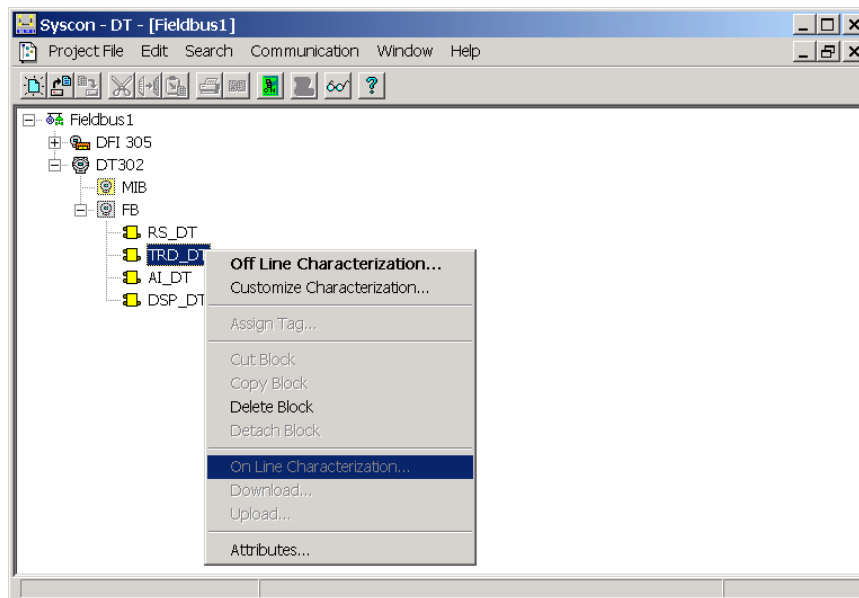 Syscon - DT - [Fieldbus1]
Project File Edit Search Communication Window Help
Fieldbus1
DFI 305
DT302
MIB
FB
RS_DT
TRD_DT
AI_DT
DSP_DT
Off Line Characterization...
Customize Characterization...
Assign Tag...
Cut Block
Copy Block
Delete Block
Detach Block
On Line Characterization...
Download...
Upload...
Attributes...